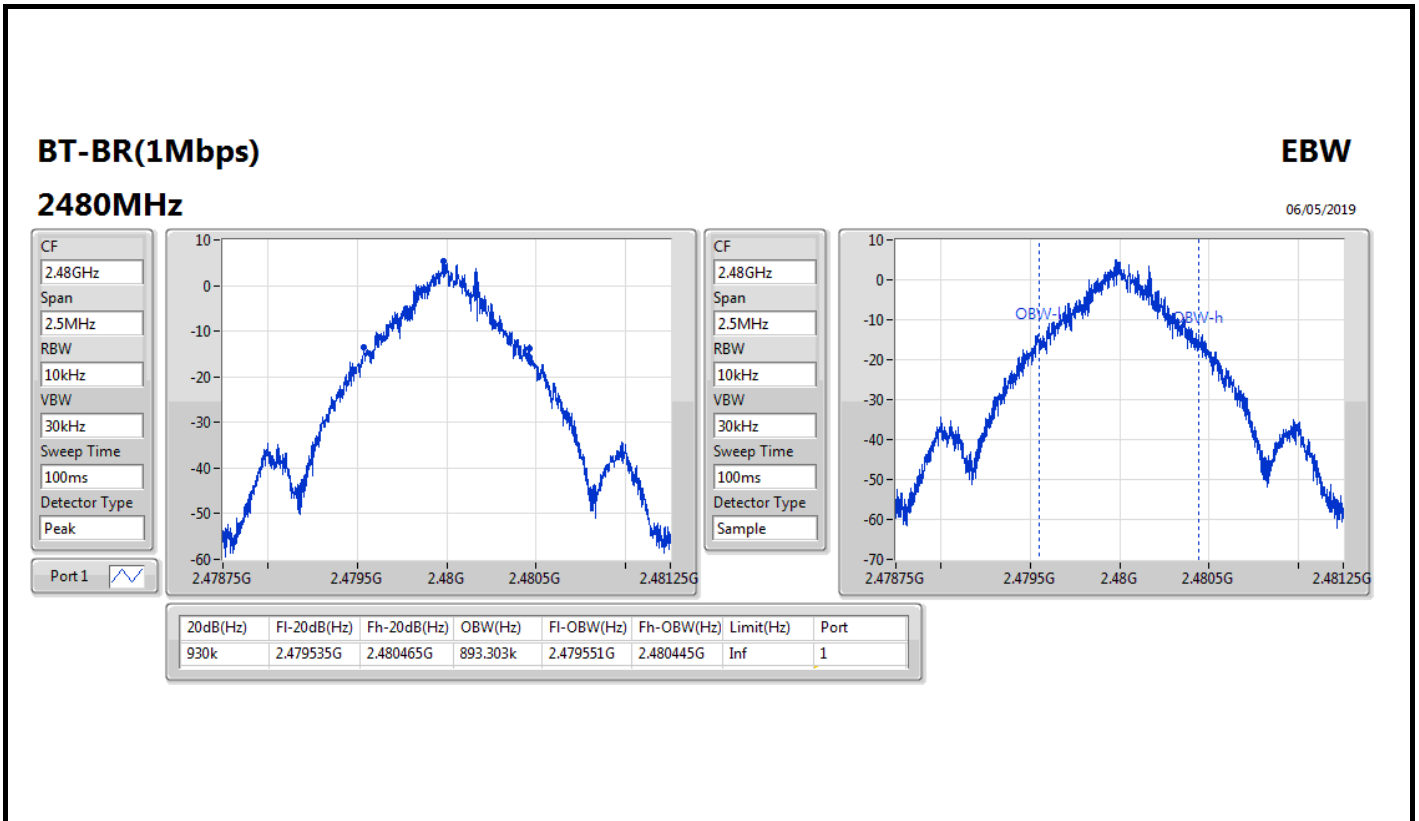 BT-BR(1Mbps)
EBW
2480MHz
06/05/2019
CF
2.48GHz
Span
2.5MHz
RBW
10kHz
VBW
30kHz
Sweep Time
100ms
Detector Type
Peak
Port 1
10
0
-10
-20
-30
-40
-50
-60
2.47875G 2.4795G 2.48G 2.4805G 2.48125G
CF
2.48GHz
Span
2.5MHz
RBW
10kHz
VBW
30kHz
Sweep Time
100ms
Detector Type
Sample
10
0
-10
-20
-30
-40
-50
-60
-70
OBW-l OBW-h
2.47875G 2.4795G 2.48G 2.4805G 2.48125G
20dB(Hz) Fl-20dB(Hz) Fh-20dB(Hz) OBW(Hz) Fl-OBW(Hz) Fh-OBW(Hz) Limit(Hz) Port
930k 2.479535G 2.480465G 893.303k 2.479551G 2.480445G Inf 1